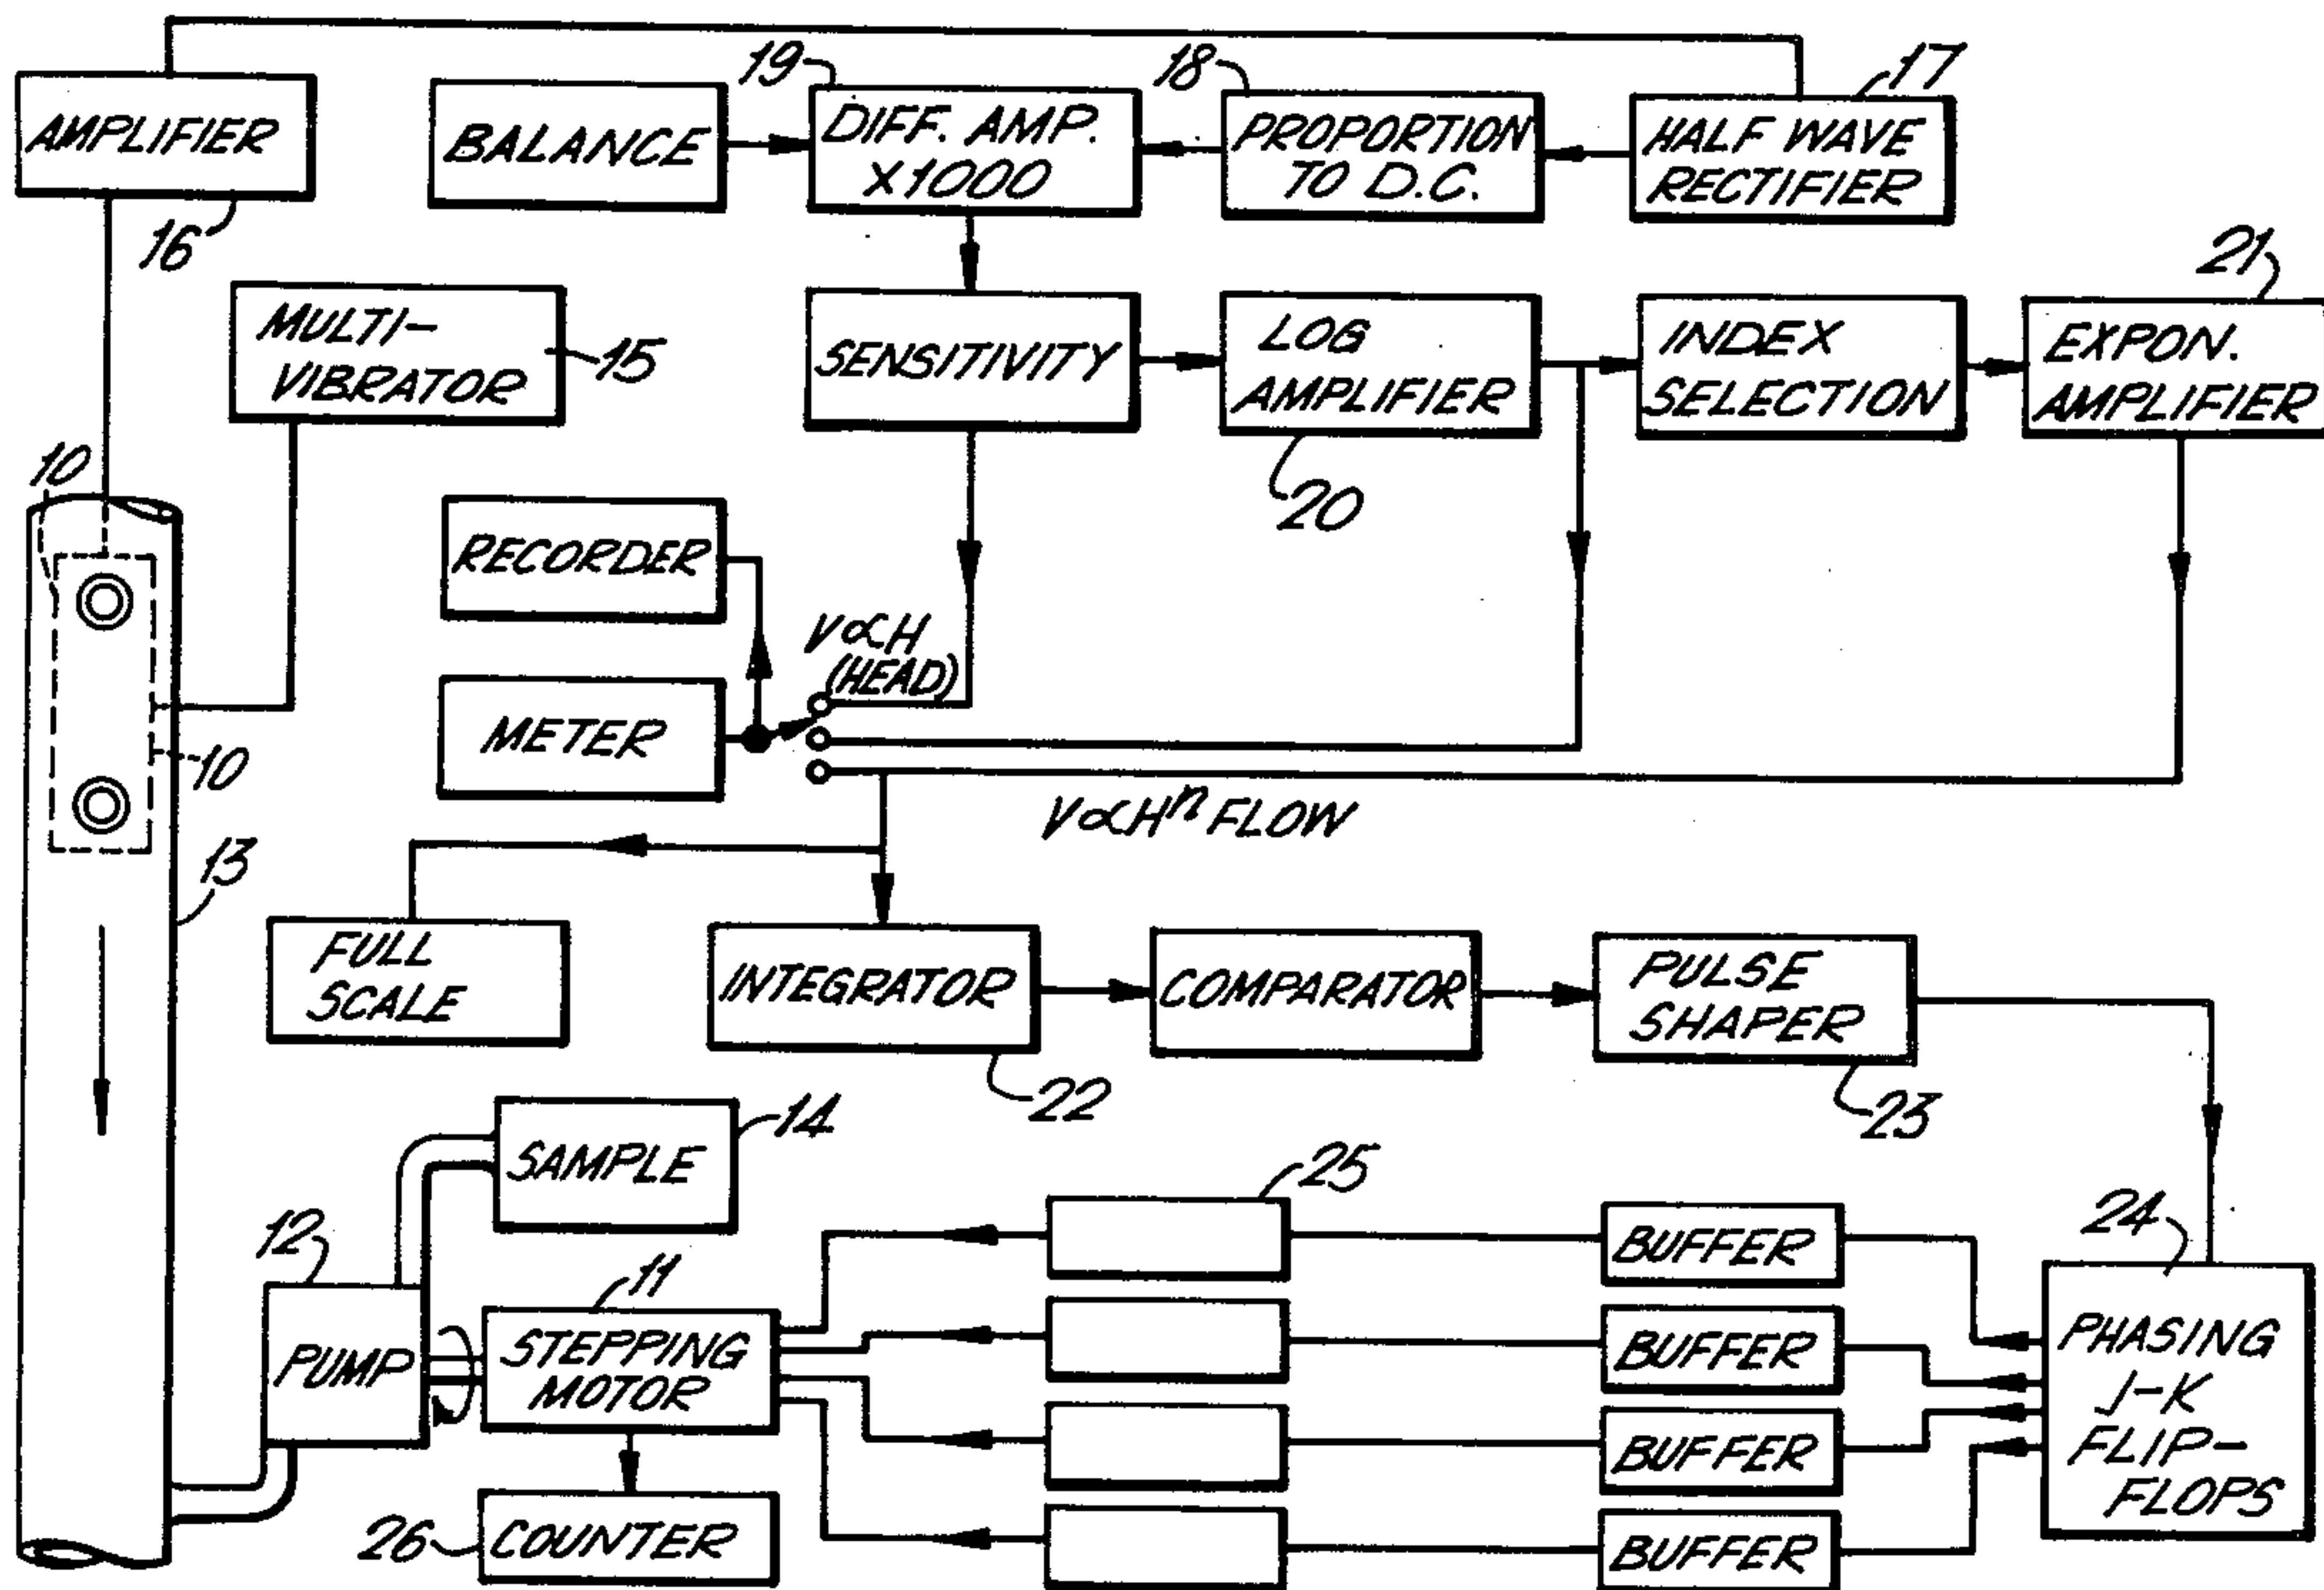 17
19
18
AMPLIFIER
BALANCE
DIFF. AMP.
X1000
PROPORTION
TO D.C.
HALF WAVE
RECTIFIER
16
21
MULTI-
VIBRATOR
15
SENSITIVITY
LOG
AMPLIFIER
INDEX
SELECTION
EXPON.
AMPLIFIER
10
20
RECORDER
V∝H
(HEAD)
METER
10
V∝Hⁿ FLOW
13
FULL
SCALE
INTEGRATOR
COMPARATOR
PULSE
SHAPER
22
23
14
SAMPLE
25
24
12
11
BUFFER
PUMP
STEPPING
MOTOR
BUFFER
PHASING
J-K
FLIP-
FLOPS
BUFFER
26
COUNTER
BUFFER